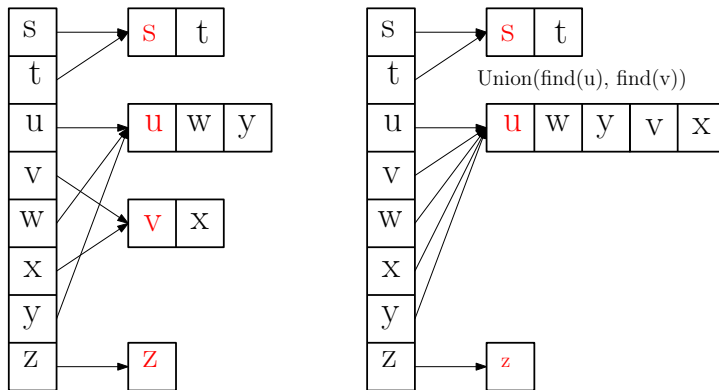 s s t
t
u u w y
v
w v x
x
y
z z
s s t
t Union(find(u), find(v))
u u w y v x
v
w
x
y
z z